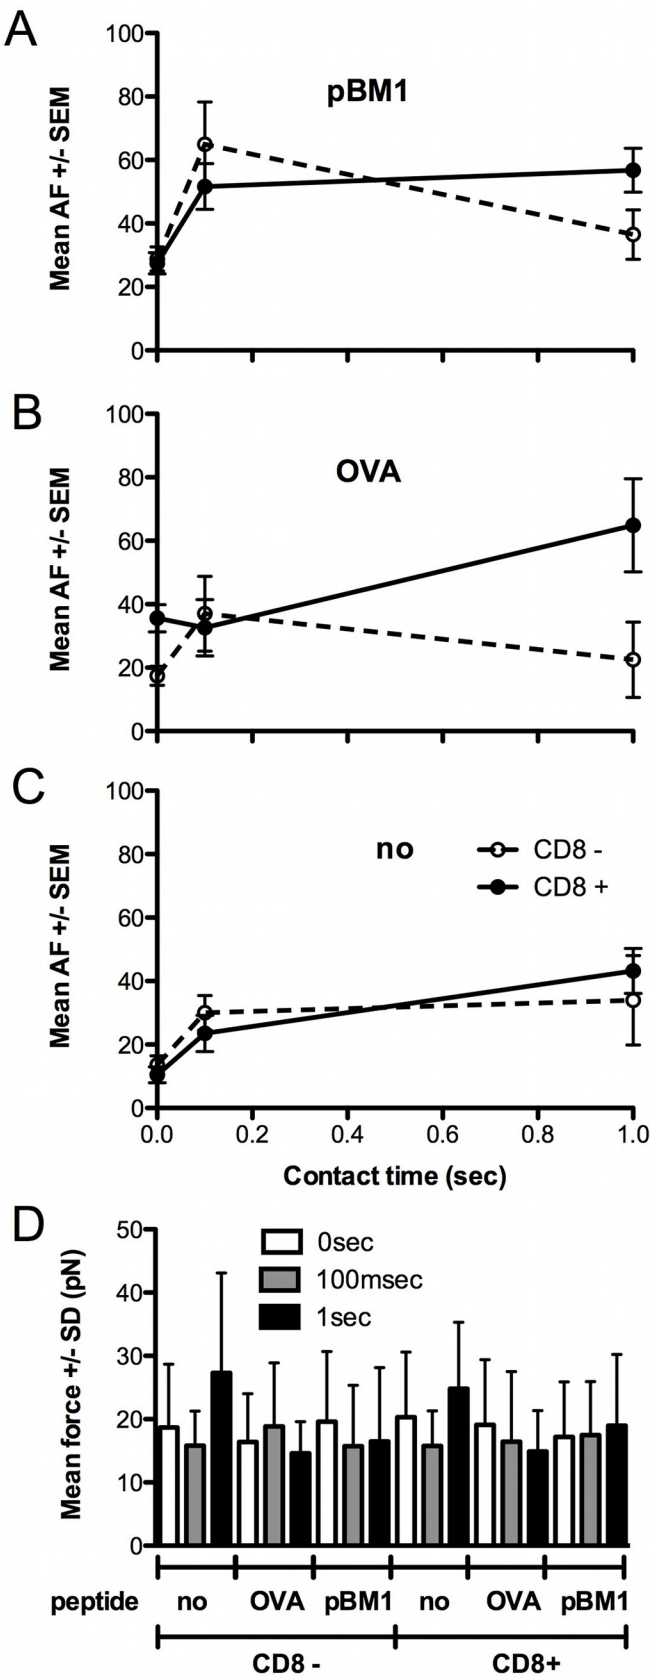 A
100
80
60
40
20
0
Mean AF +/- SEM
pBM1
B
100
80
60
40
20
0
Mean AF +/- SEM
OVA
C
100
80
60
40
20
0
Mean AF +/- SEM
no
CD8 -
CD8 +
0.0 0.2 0.4 0.6 0.8 1.0
Contact time (sec)
D
50
40
30
20
10
0
Mean force +/- SD (pN)
0sec
100msec
1sec
peptide no OVA pBM1 no OVA pBM1
CD8 - CD8+